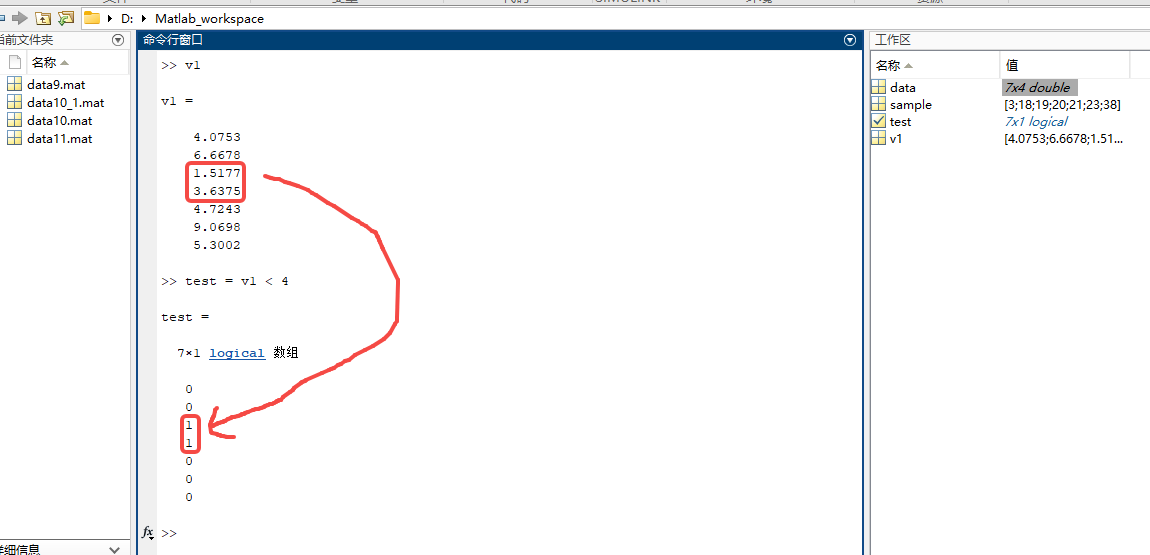 D: Matlab_workspace
当前文件夹
名称
data9.mat
data10_1.mat
data10.mat
data11.mat
详细信息
命令行窗口
>> v1
v1 =
4.0753
6.6678
1.5177
3.6375
4.7243
9.0698
5.3002
>> test = v1 < 4
test =
7×1 logical 数组
0
0
1
1
0
0
0
fx >>
工作区
名称 值
data 7x4 double
sample [3;18;19;20;21;23;38]
test 7x1 logical
v1 [4.0753;6.6678;1.51...